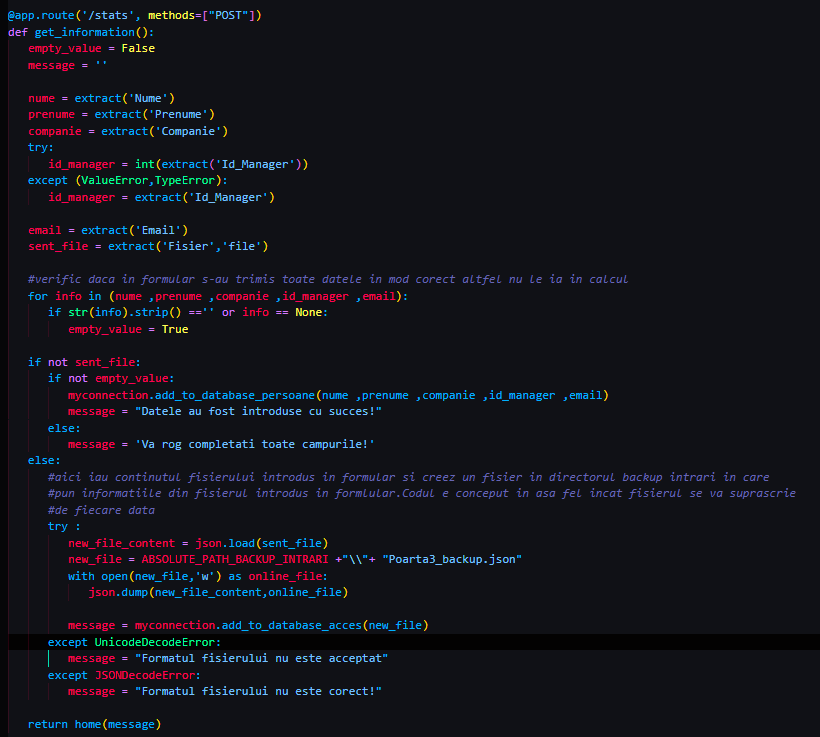 @app.route('/stats', methods=["POST"])
def get_information():
empty_value = False
message = ''
nume = extract('Nume')
prenume = extract('Prenume')
companie = extract('Companie')
try:
id_manager = int(extract('Id_Manager'))
except (ValueError,TypeError):
id_manager = extract('Id_Manager')
email = extract('Email')
sent_file = extract('Fisier','file')
#verific daca in formular s-au trimis toate datele in mod corect altfel nu le ia in calcul
for info in (nume ,prenume ,companie ,id_manager ,email):
if str(info).strip() =='' or info == None:
empty_value = True
if not sent_file:
if not empty_value:
myconnection.add_to_database_persoane(nume ,prenume ,companie ,id_manager ,email)
message = "Datele au fost introduse cu succes!"
else:
message = 'Va rog completati toate campurile!'
else:
#aici iau continutul fisierului introdus in formular si creez un fisier in directorul backup intrari in care
#pun informatiile din fisierul introdus in formlular.Codul e conceput in asa fel incat fisierul se va suprascrie
#de fiecare data
try :
new_file_content = json.load(sent_file)
new_file = ABSOLUTE_PATH_BACKUP_INTRARI +"\\"+ "Poarta3_backup.json"
with open(new_file,'w') as online_file:
json.dump(new_file_content,online_file)
message = myconnection.add_to_database_acces(new_file)
except UnicodeDecodeError:
message = "Formatul fisierului nu este acceptat"
except JSONDecodeError:
message = "Formatul fisierului nu este corect!"
return home(message)